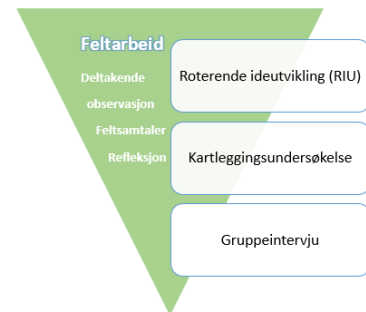 Feltarbeid
Deltakende
observasjon
Feltsamtaler
Refleksjon
Roterende ideutvikling (RIU)
Kartleggingsundersøkelse
Gruppeintervju